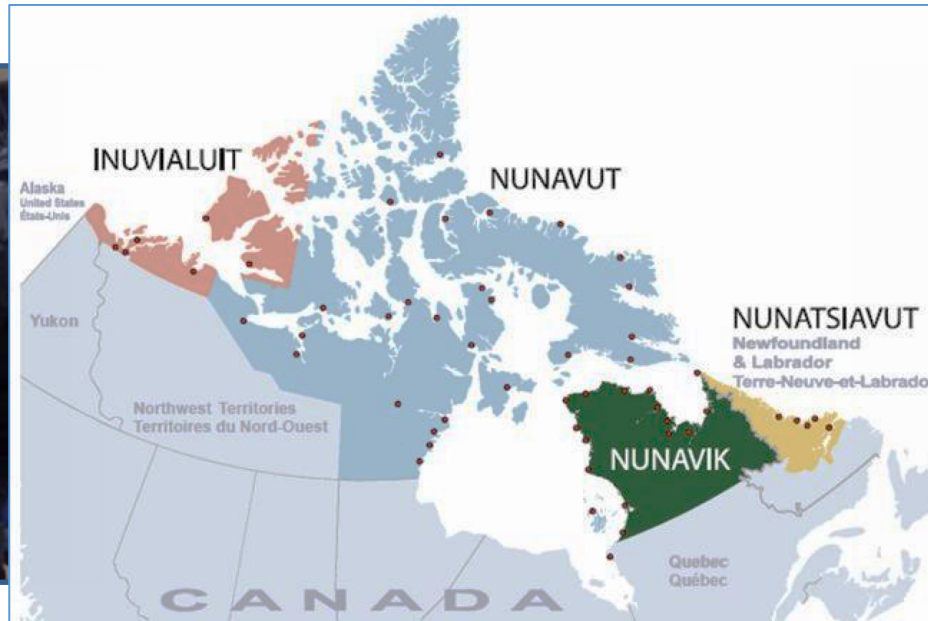 INUVIALUIT
NUNAVUT
Alaska
United States
États-Unis
Yukon
NUNATSIAVUT
Newfoundland
& Labrador
Terre-Neuve-et-Labrado
Northwest Territories
Territoires du Nord-Ouest
NUNAVIK
Quebec
Québec
CANADA